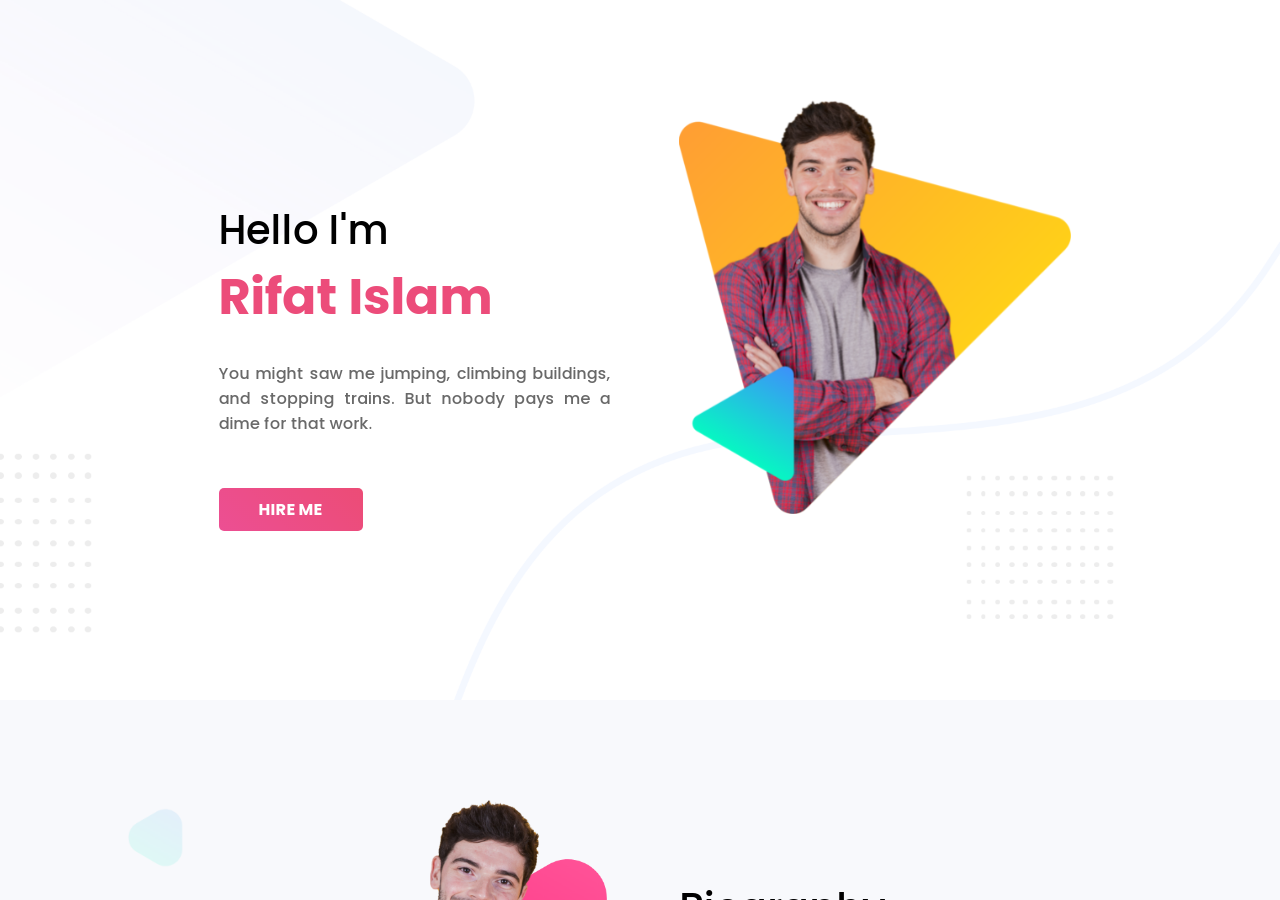 Hello I'm
Rifat Islam
You might saw me jumping, climbing buildings,
and stopping trains. But nobody pays me a
dime for that work.
HIRE ME
Biography